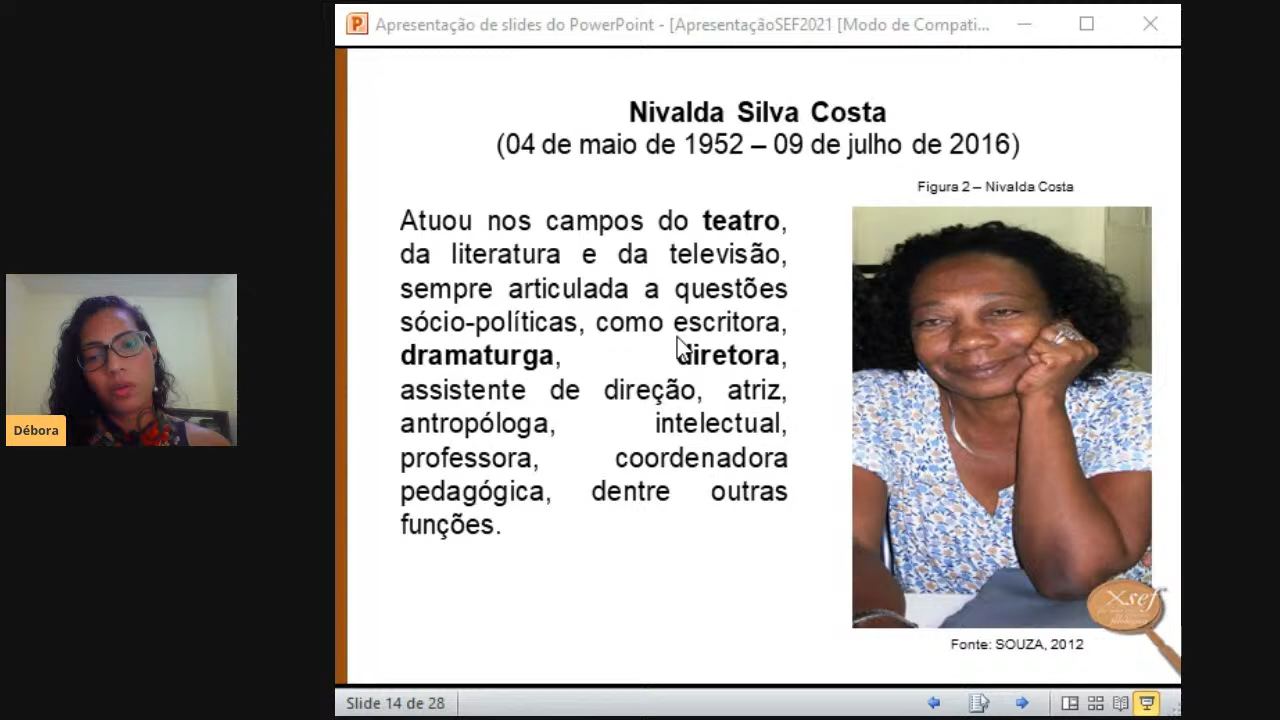 Apresentação de slides do PowerPoint - [ApresentaçãoSEF2021 [Modo de Compati...
Nivalda Silva Costa
(04 de maio de 1952 – 09 de julho de 2016)
Figura 2 – Nivalda Costa
Atuou nos campos do teatro,
da literatura e da televisão,
sempre articulada a questões
sócio-políticas, como escritora,
dramaturga, diretora,
assistente de direção, atriz,
antropóloga, intelectual,
professora, coordenadora
pedagógica, dentre outras
funções.
Débora
Xsef
Fonte: SOUZA, 2012
Slide 14 de 28